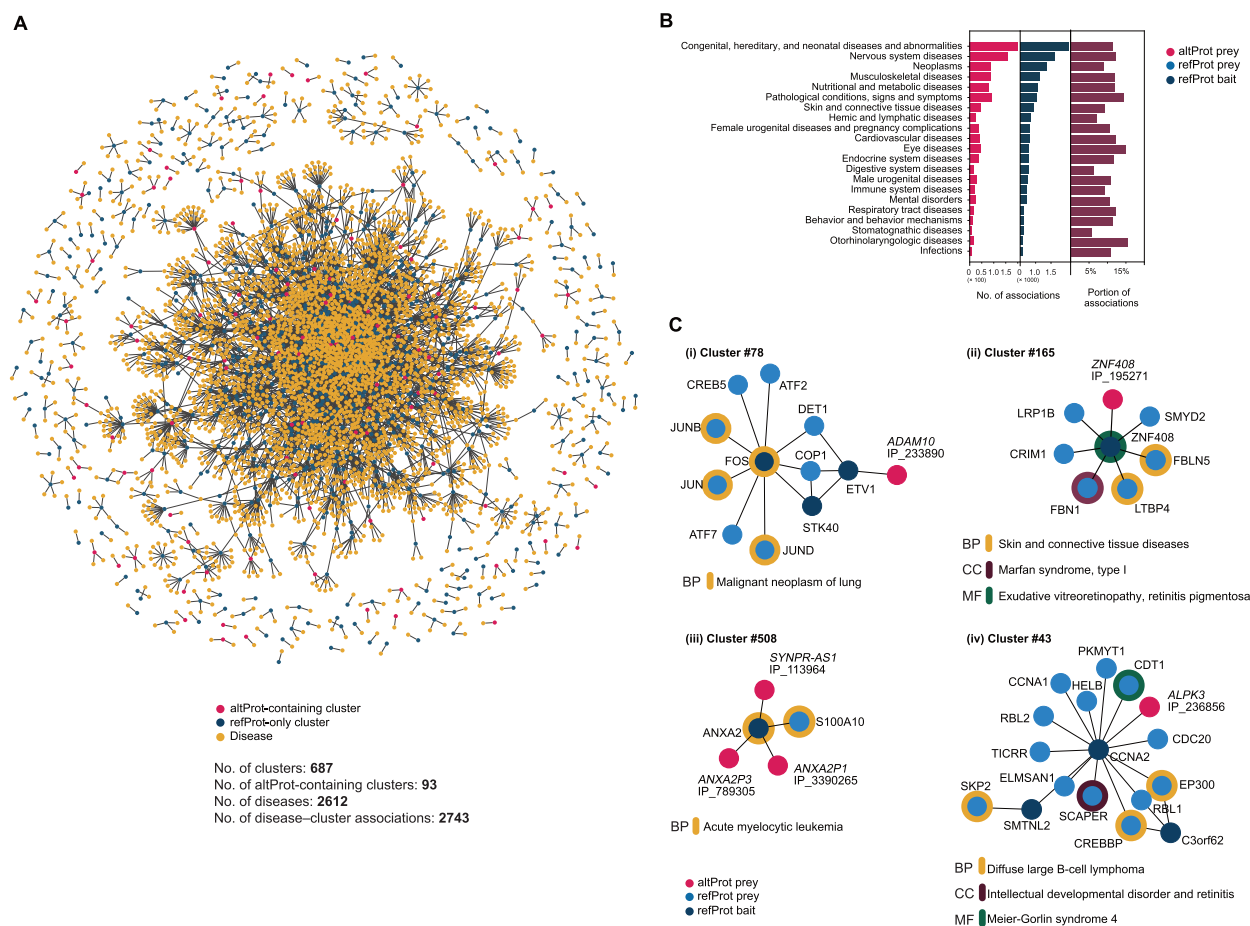 A
altProt-containing cluster
refProt-only cluster
Disease
No. of clusters: 687
No. of altProt-containing clusters: 93
No. of diseases: 2612
No. of disease–cluster associations: 2743
B
Congenital, hereditary, and neonatal diseases and abnormalities
Nervous system diseases
Neoplasms
Musculoskeletal diseases
Nutritional and metabolic diseases
Pathological conditions, signs and symptoms
Skin and connective tissue diseases
Hemic and lymphatic diseases
Female urogenital diseases and pregnancy complications
Cardiovascular diseases
Eye diseases
Endocrine system diseases
Digestive system diseases
Male urogenital diseases
Immune system diseases
Mental disorders
Respiratory tract diseases
Behavior and behavior mechanisms
Stomatognathic diseases
Otorhinolaryngologic diseases
Infections
0 0.5 1.0 1.5 0 1.0 1.5 5% 15%
(× 100) (× 1000)
No. of associations
Portion of
associations
altProt prey
refProt prey
refProt bait
C
(i) Cluster #78
CREB5
ATF2
DET1
JUNB
ADAM10
IP_233890
FOS
COP1
JUN
ETV1
STK40
ATF7
JUND
BP Malignant neoplasm of lung
(ii) Cluster #165
ZNF408
IP_195271
LRP1B
SMYD2
ZNF408
CRIM1
FBLN5
FBN1
LTBP4
BP Skin and connective tissue diseases
CC Marfan syndrome, type I
MF Exudative vitreoretinopathy, retinitis pigmentosa
(iii) Cluster #508
SYNPR-AS1
IP_113964
ANXA2
S100A10
ANXA2P3
IP_789305
ANXA2P1
IP_3390265
BP Acute myelocytic leukemia
altProt prey
refProt prey
refProt bait
(iv) Cluster #43
PKMYT1
CDT1
CCNA1
HELB
ALPK3
IP_236856
RBL2
CDC20
TICRR
CCNA2
ELMSAN1
SKP2
EP300
RBL1
SCAPER
SMTNL2
CREBBP
C3orf62
BP Diffuse large B-cell lymphoma
CC Intellectual developmental disorder and retinitis
MF Meier-Gorlin syndrome 4